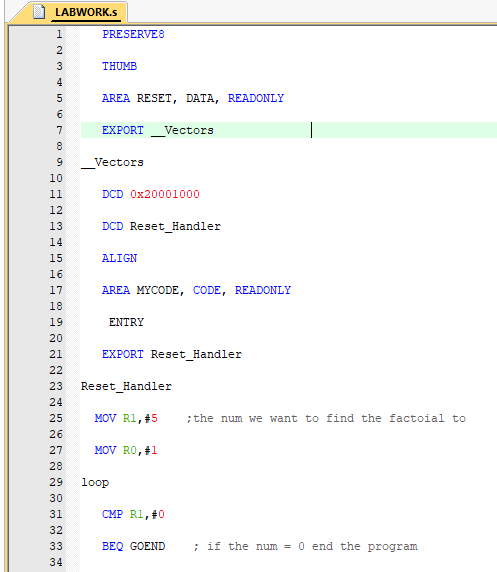 LABWORK.s
1 PRESERVE8
2
3 THUMB
4
5 AREA RESET, DATA, READONLY
6
7 EXPORT __Vectors
8
9 __Vectors
10
11 DCD 0x20001000
12
13 DCD Reset_Handler
14
15 ALIGN
16
17 AREA MYCODE, CODE, READONLY
18
19 ENTRY
20
21 EXPORT Reset_Handler
22
23 Reset_Handler
24
25 MOV R1,#5 ;the num we want to find the factoial to
26
27 MOV R0,#1
28
29 loop
30
31 CMP R1,#0
32
33 BEQ GOEND ; if the num = 0 end the program
34